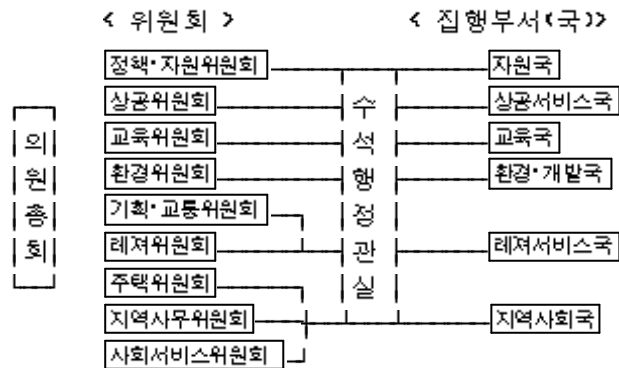 < 위원회 > < 집행부서(국)>
정책·자원위원회 자원국
상공위원회 상공서비스국
교육위원회 교육국
환경위원회 환경·개발국
기획·교통위원회
레져위원회 레져서비스국
주택위원회
지역사무위원회 지역사회국
사회서비스위원회
의원총회
수석행정관실